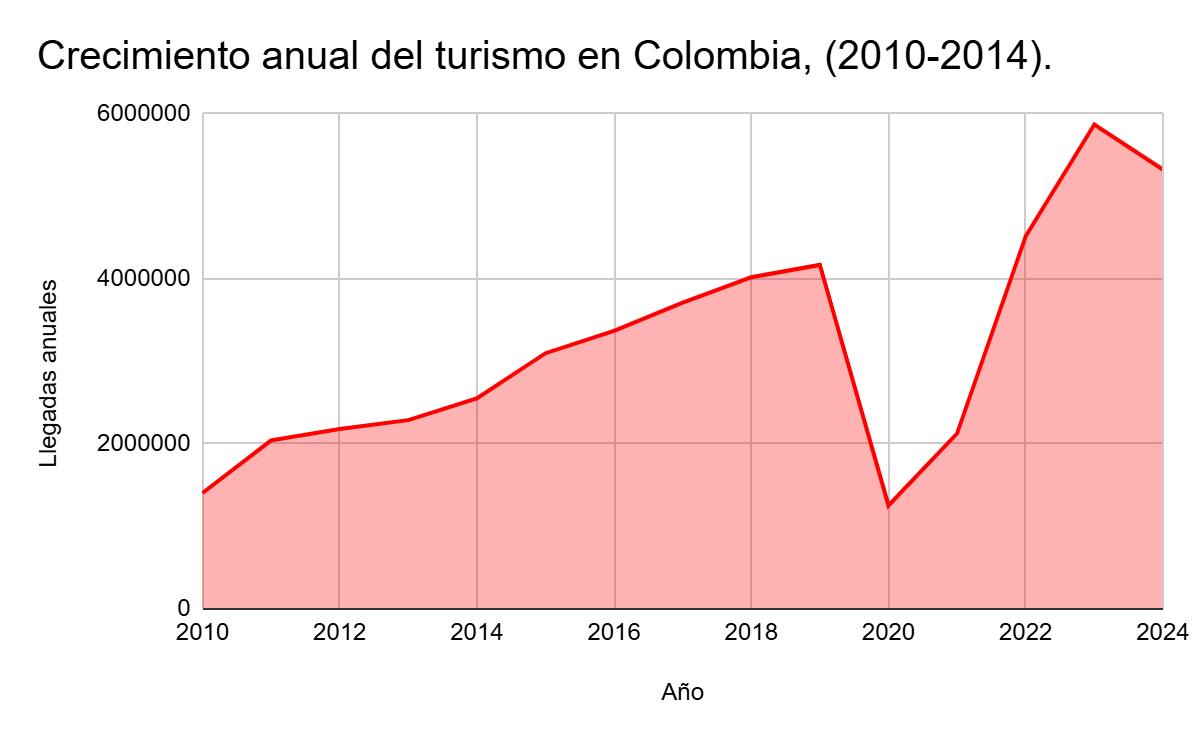 Crecimiento anual del turismo en Colombia, (2010-2014).
6000000
4000000
2000000
0
Llegadas anuales
2010 2012 2014 2016 2018 2020 2022 2024
Año